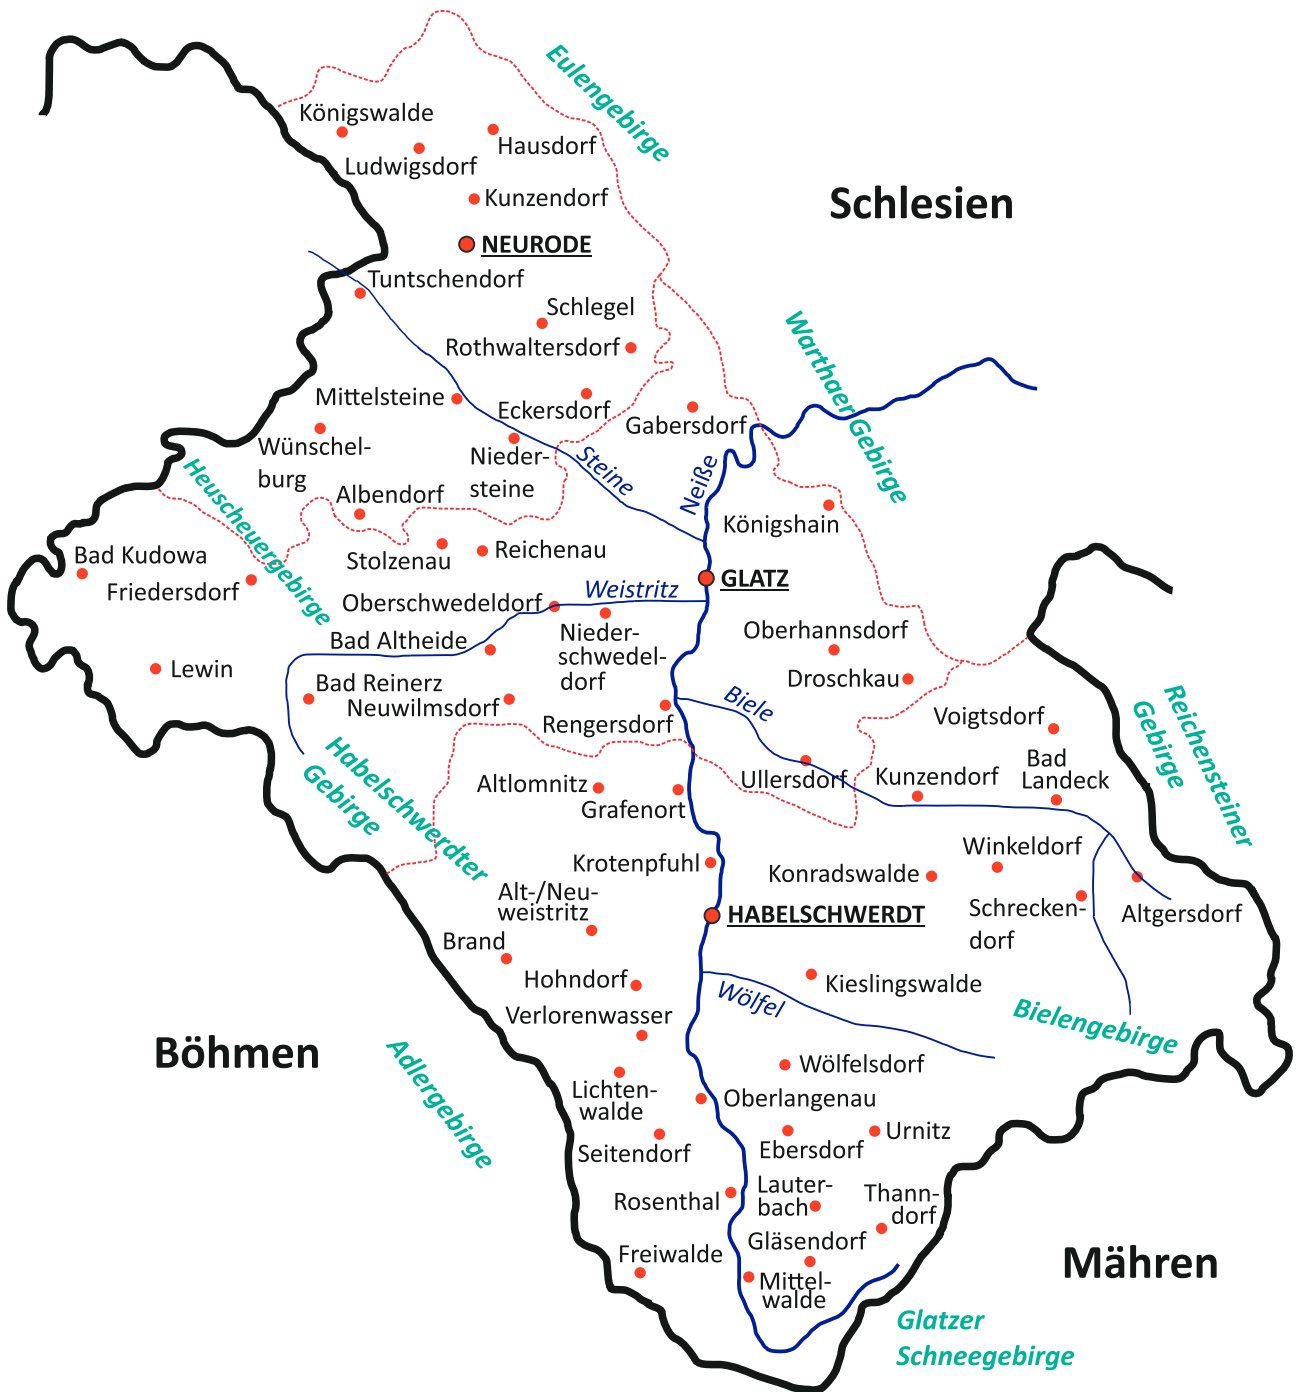 Eulengebirge
Königswalde
Hausdorf
Ludwigsdorf
Kunzendorf
Schlesien
NEURODE
Tuntschendorf
Schlegel
Rothwaltersdorf
Warthaer Gebirge
Mittelsteine
Eckersdorf
Gabersdorf
Wünschel-
burg
Nieder-
steine
Steine
Neiße
Heuscheuergebirge
Albendorf
Königshain
Stolzenau
Reichenau
Bad Kudowa
Friedersdorf
GLATZ
Weistritz
Oberschwedeldorf
Bad Altheide
Nieder-
schwedel-
dorf
Oberhannsdorf
Lewin
Bad Reinerz
Neuwilmsdorf
Droschkau
Rengersdorf
Biele
Voigtsdorf
Reichensteiner
Gebirge
Habelschwerdter
Gebirge
Altlomnitz
Grafenort
Ullersdorf
Kunzendorf
Bad
Landeck
Krotenpfuhl
Konradswalde
Winkeldorf
Alt-/Neu-
weistritz
HABELSCHWERDT
Schrecken-
dorf
Altgersdorf
Brand
Hohndorf
Kieslingswalde
Wölfel
Bielengebirge
Verlorenwasser
Böhmen
Adlergebirge
Wölfelsdorf
Lichten-
walde
Oberlangenau
Seitendorf
Ebersdorf
Urnitz
Rosenthal
Lauter-
bach
Thann-
dorf
Gläsendorf
Freiwalde
Mittel-
walde
Mähren
Glatzer
Schneegebirge